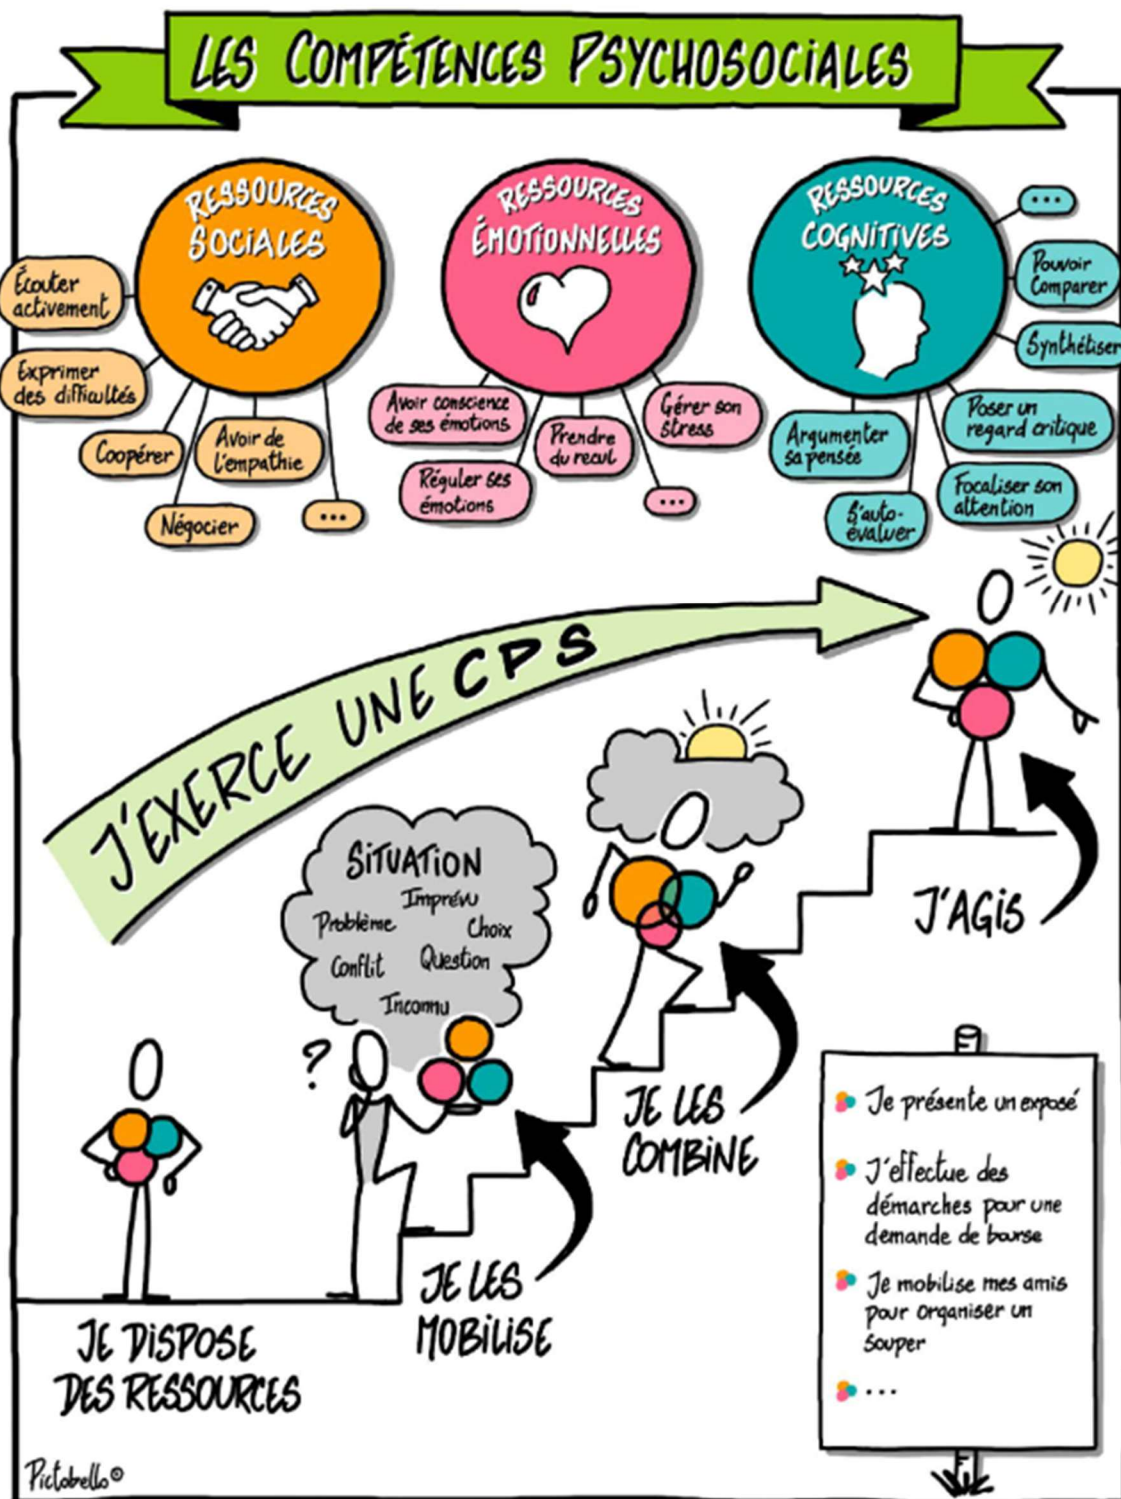 LES COMPÉTENCES PSYCHOSOCIALES
RESSOURCES
SOCIALES
Écouter
activement
Exprimer
des difficultés
Coopérer
Négocier
Avoir de
l'empathie
...
RESSOURCES
ÉMOTIONNELLES
Avoir conscience
de ses émotions
Réguler ses
émotions
Prendre
du recul
Gérer son
stress
...
RESSOURCES
COGNITIVES
...
Pouvoir
Comparer
Synthétiser
Poser un
regard critique
Focaliser son
attention
S'auto-
évaluer
Argumenter
sa pensée
J'EXERCE UNE CPS
SITUATION
Imprévu
Problème
Choix
Conflit
Question
Inconnu
?
JE DISPOSE
DES RESSOURCES
JE LES
MOBILISE
JE LES
COMBINE
J'AGIS
Je présente un exposé
J'effectue des
démarches pour une
demande de bourse
Je mobilise mes amis
pour organiser un
souper
...
Pictobello©